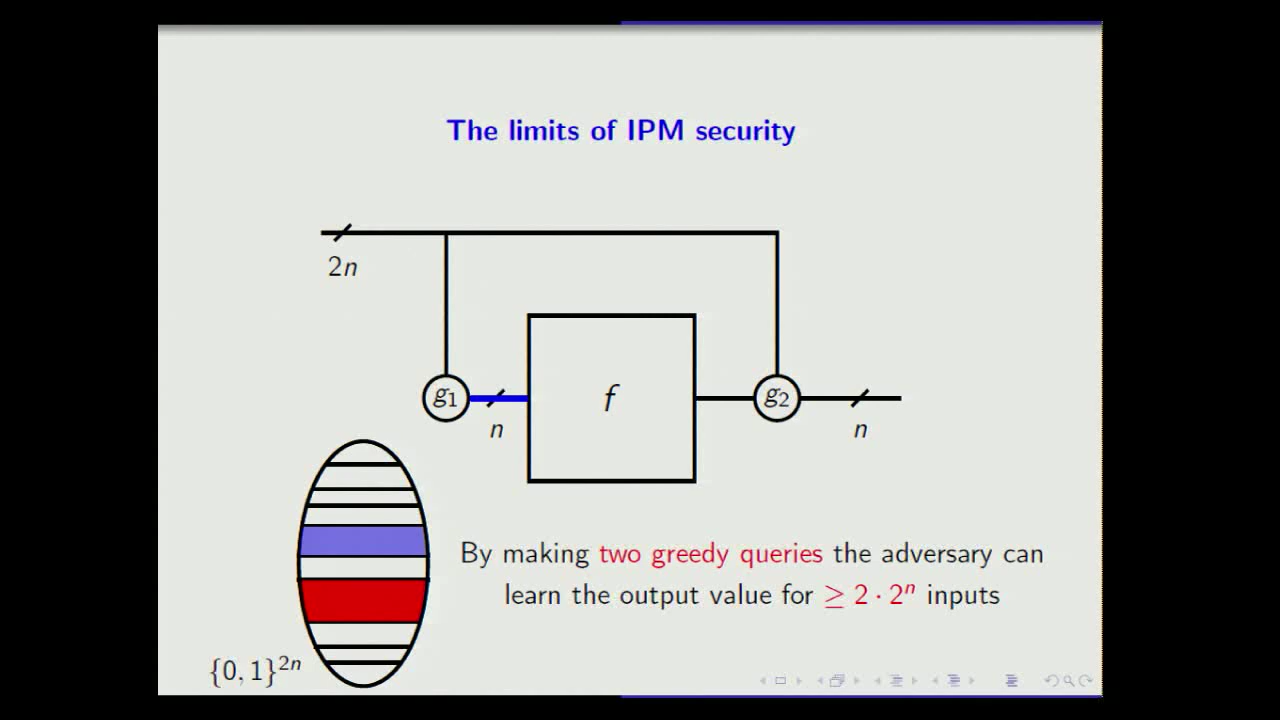 The limits of IPM security
2n
g₁
n
f
g₂
n
By making two greedy queries the adversary can
learn the output value for ≥ 2 · 2ⁿ inputs
{0, 1}²ⁿ